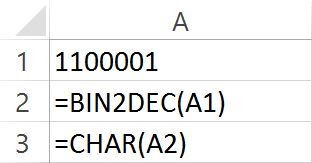 A
1 1100001
2 =BIN2DEC(A1)
3 =CHAR(A2)